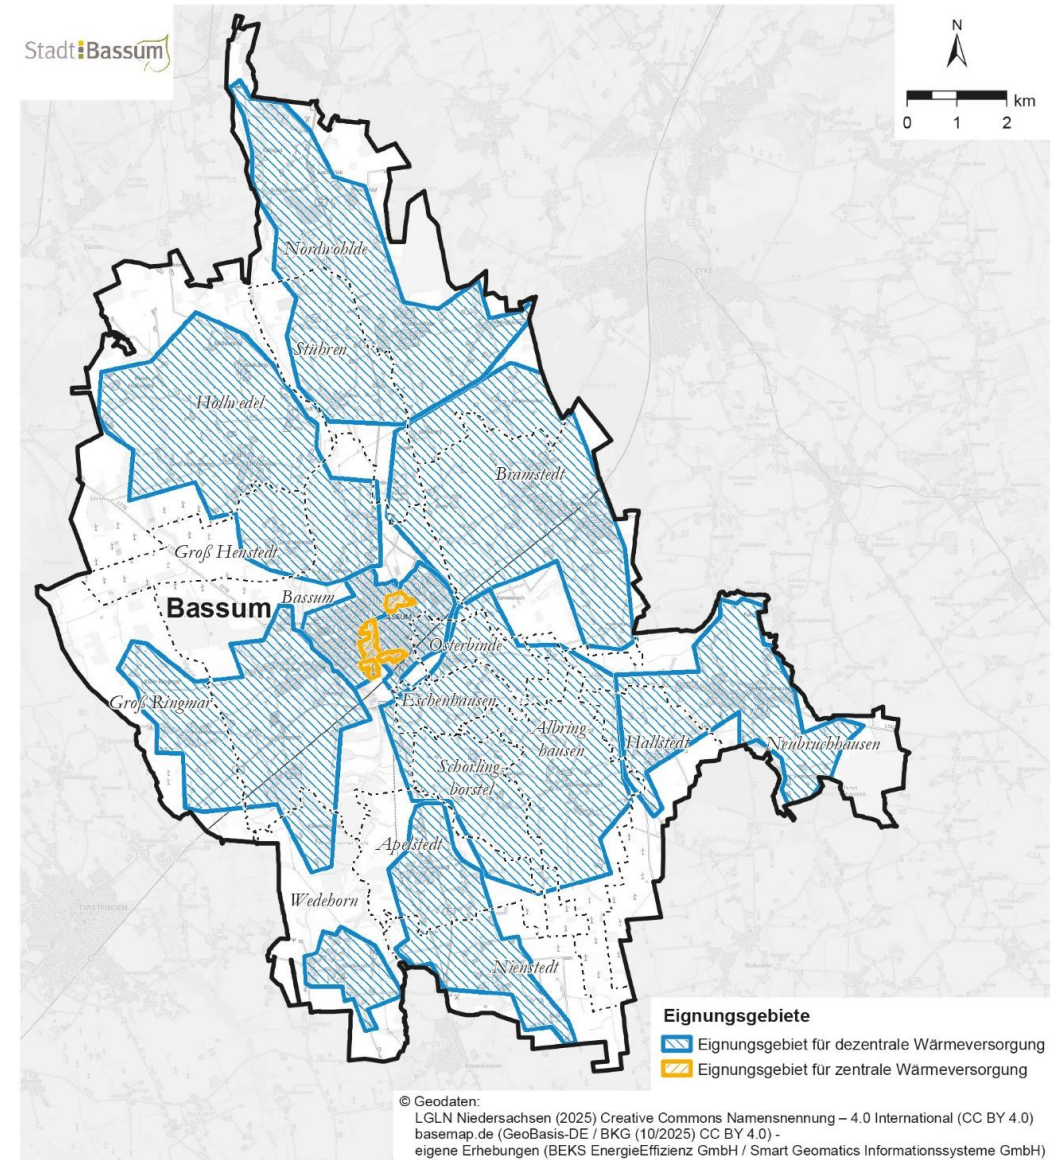 Stadt Bassum
N
km
0 1 2
Nordwohlde
SYKE
Stühren
Hollwedel
Bramstedt
Groß Henstedt
Bassum
Bassum
Osterbinde
Groß Ringmar
Eschenhausen
Albring-
hausen
Hallstedt
Neubruchhausen
Schorling-
borstel
Apelstedt
Wedehorn
TWISTRINGEN
Nienstedt
Eignungsgebiete
Eignungsgebiet für dezentrale Wärmeversorgung
Eignungsgebiet für zentrale Wärmeversorgung
© Geodaten:
LGLN Niedersachsen (2025) Creative Commons Namensnennung – 4.0 International (CC BY 4.0)
basemap.de (GeoBasis-DE / BKG (10/2025) CC BY 4.0) -
eigene Erhebungen (BEKS EnergieEffizienz GmbH / Smart Geomatics Informationssysteme GmbH)